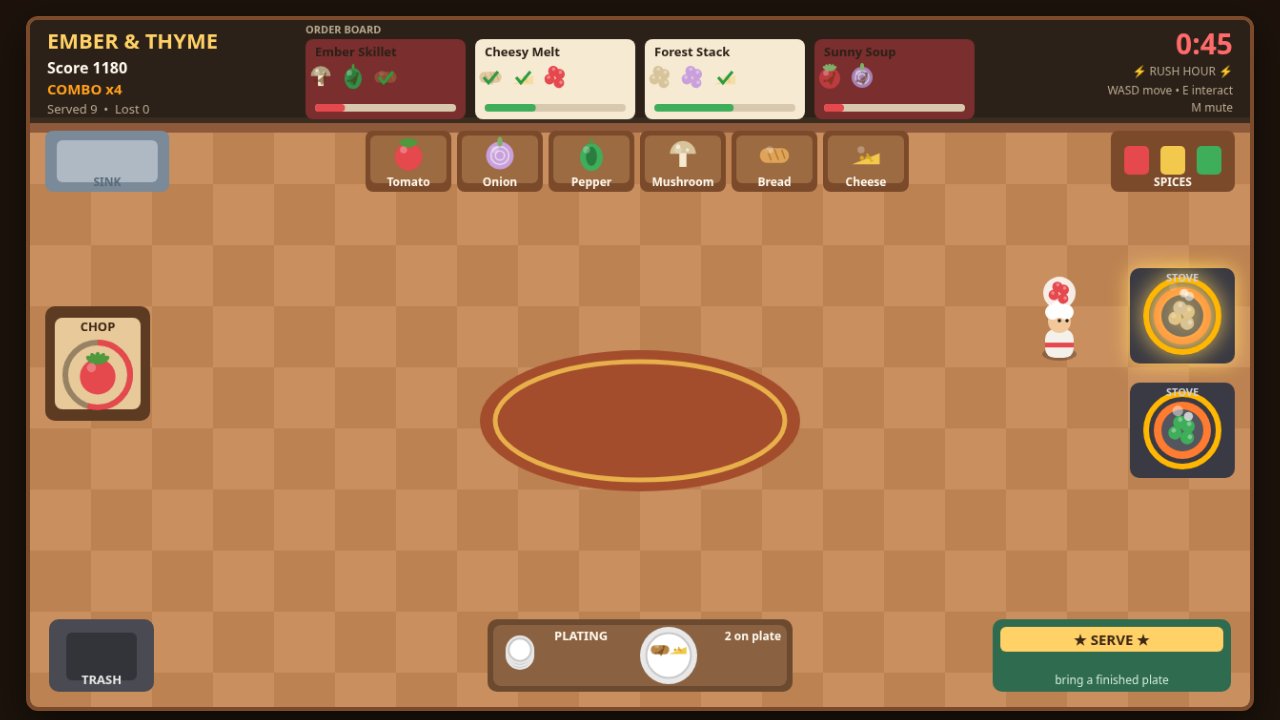 EMBER & THYME
Score 1180
COMBO x4
Served 9 • Lost 0
ORDER BOARD
Ember Skillet
Cheesy Melt
Forest Stack
Sunny Soup
0:45
⚡ RUSH HOUR ⚡
WASD move • E interact
M mute
SINK
Tomato
Onion
Pepper
Mushroom
Bread
Cheese
SPICES
STOVE
CHOP
STOVE
PLATING
2 on plate
★ SERVE ★
bring a finished plate
TRASH